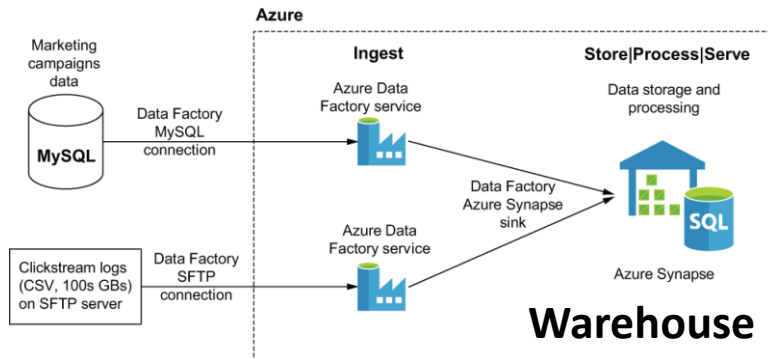 Azure
Marketing
campaigns
data
MySQL
Data Factory
MySQL
connection
Ingest
Azure Data
Factory service
Store|Process|Serve
Data storage and
processing
Data Factory
Azure Synapse
sink
SQL
Azure Synapse
Clickstream logs
(CSV, 100s GBs)
on SFTP server
Data Factory
SFTP
connection
Azure Data
Factory service
Warehouse